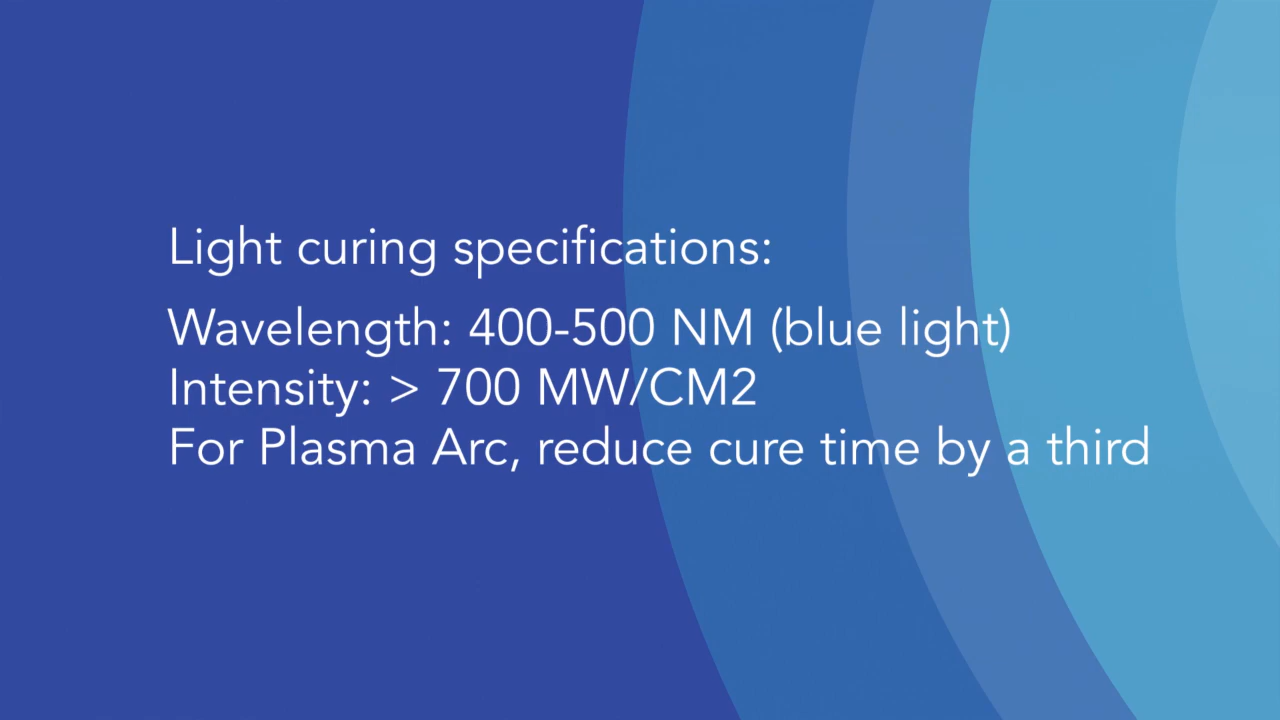 Light curing specifications:
Wavelength: 400-500 NM (blue light)
Intensity: > 700 MW/CM2
For Plasma Arc, reduce cure time by a third